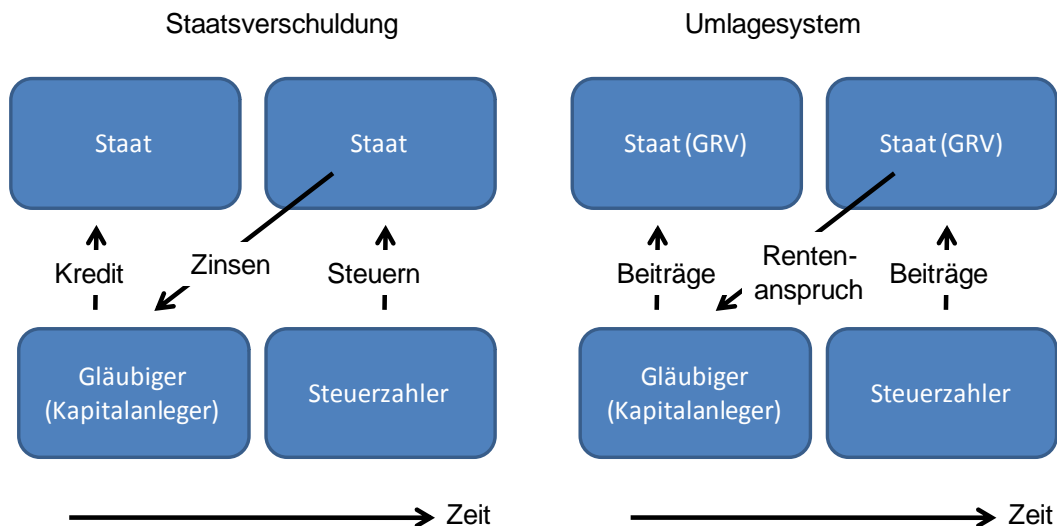 Staatsverschuldung
Staat
Staat
Kredit
Zinsen
Steuern
Gläubiger
(Kapitalanleger)
Steuerzahler
Zeit
Umlagesystem
Staat (GRV)
Staat (GRV)
Beiträge
Renten-
anspruch
Beiträge
Gläubiger
(Kapitalanleger)
Steuerzahler
Zeit